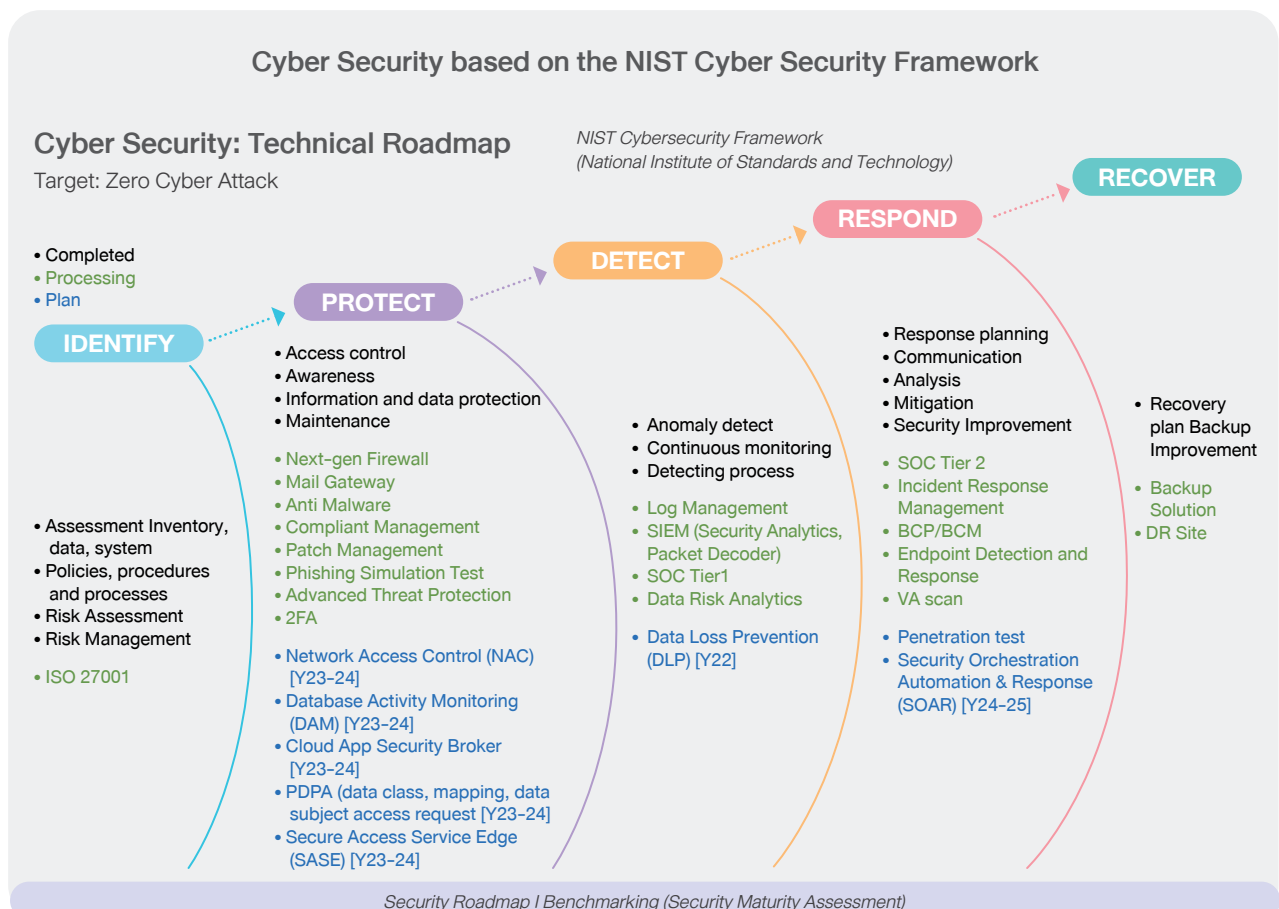 Cyber Security based on the NIST Cyber Security Framework
Cyber Security: Technical Roadmap
Target: Zero Cyber Attack
NIST Cybersecurity Framework
(National Institute of Standards and Technology)
• Completed
• Processing
• Plan
IDENTIFY
• Assessment Inventory,
data, system
• Policies, procedures
and processes
• Risk Assessment
• Risk Management
• ISO 27001
PROTECT
• Access control
• Awareness
• Information and data protection
• Maintenance
• Next-gen Firewall
• Mail Gateway
• Anti Malware
• Compliant Management
• Patch Management
• Phishing Simulation Test
• Advanced Threat Protection
• 2FA
• Network Access Control (NAC)
[Y23-24]
• Database Activity Monitoring
(DAM) [Y23-24]
• Cloud App Security Broker
[Y23-24]
• PDPA (data class, mapping, data
subject access request [Y23-24]
• Secure Access Service Edge
(SASE) [Y23-24]
DETECT
• Anomaly detect
• Continuous monitoring
• Detecting process
• Log Management
• SIEM (Security Analytics,
Packet Decoder)
• SOC Tier1
• Data Risk Analytics
• Data Loss Prevention
(DLP) [Y22]
RESPOND
• Response planning
• Communication
• Analysis
• Mitigation
• Security Improvement
• SOC Tier 2
• Incident Response
Management
• BCP/BCM
• Endpoint Detection and
Response
• VA scan
• Penetration test
• Security Orchestration
Automation & Response
(SOAR) [Y24-25]
RECOVER
• Recovery
plan Backup
Improvement
• Backup
Solution
• DR Site
Security Roadmap I Benchmarking (Security Maturity Assessment)